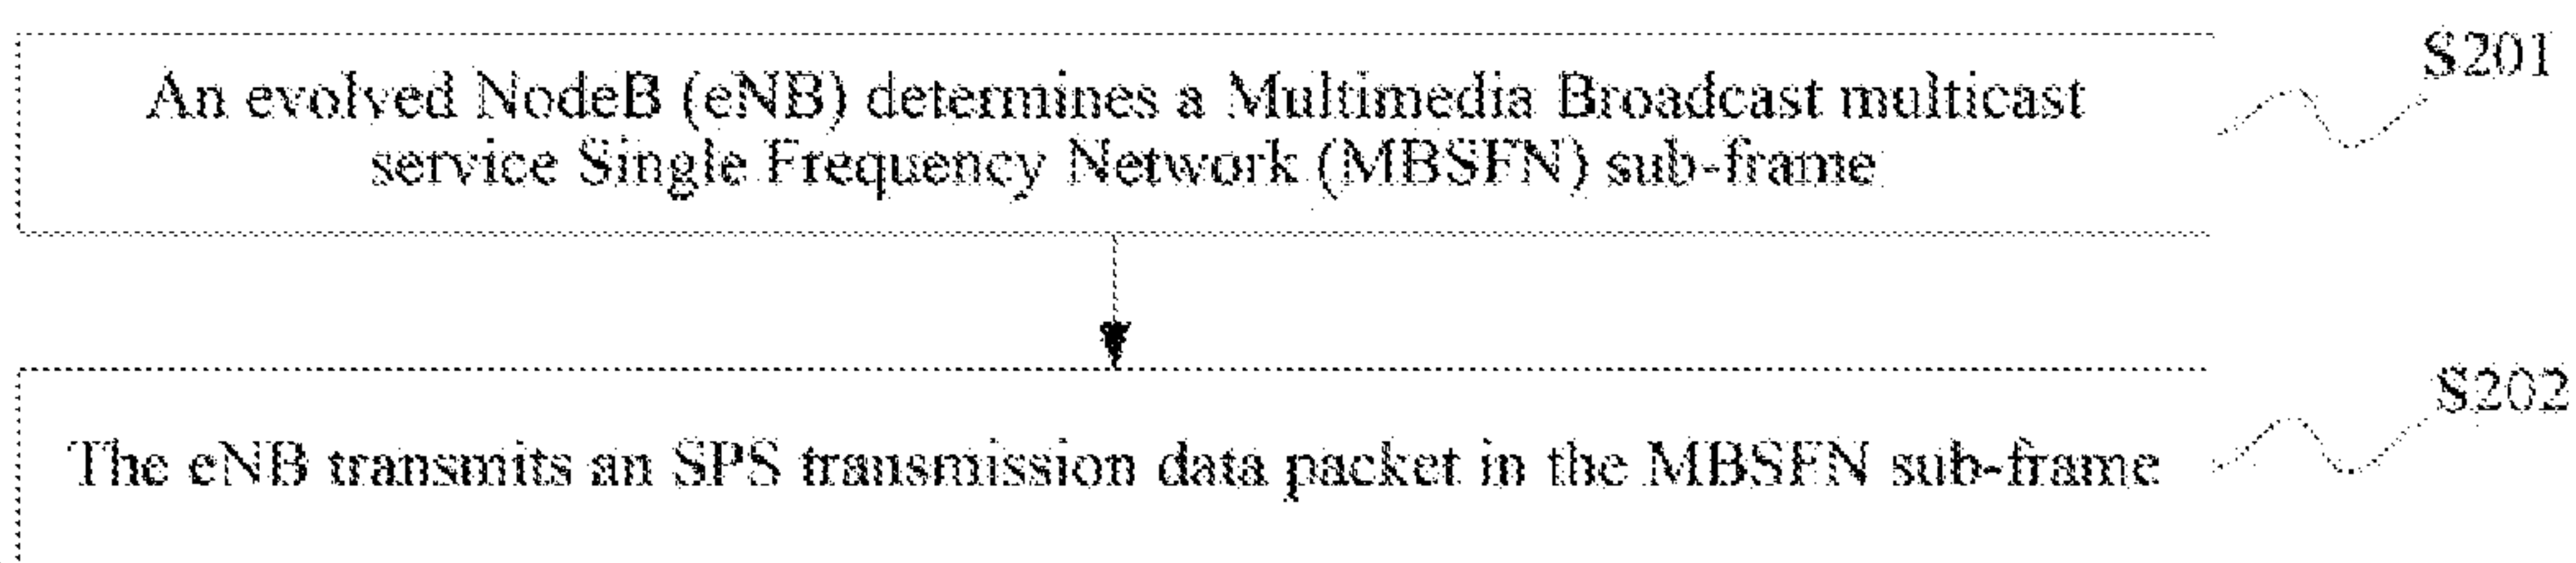 S201
An evolved NodeB (eNB) determines a Multimedia Broadcast multicast
service Single Frequency Network (MBSFN) sub-frame
S202
The eNB transmits an SPS transmission data packet in the MBSFN sub-frame